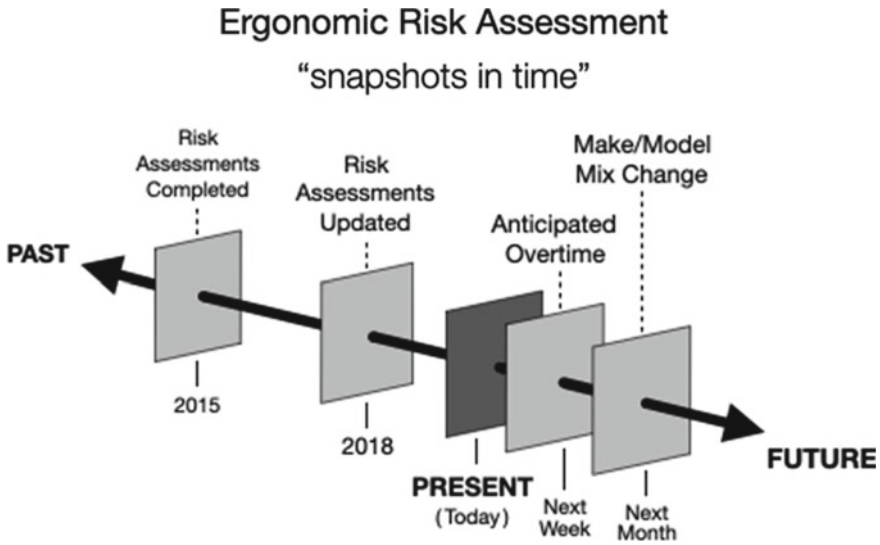 Ergonomic Risk Assessment
“snapshots in time”
Risk
Assessments
Completed
Risk
Assessments
Updated
Anticipated
Overtime
Make/Model
Mix Change
PAST
2015
2018
PRESENT
(Today)
Next
Week
Next
Month
FUTURE